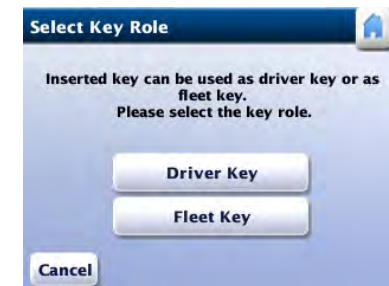 Select Key Role
Inserted key can be used as driver key or as
fleet key.
Please select the key role.
Driver Key
Fleet Key
Cancel